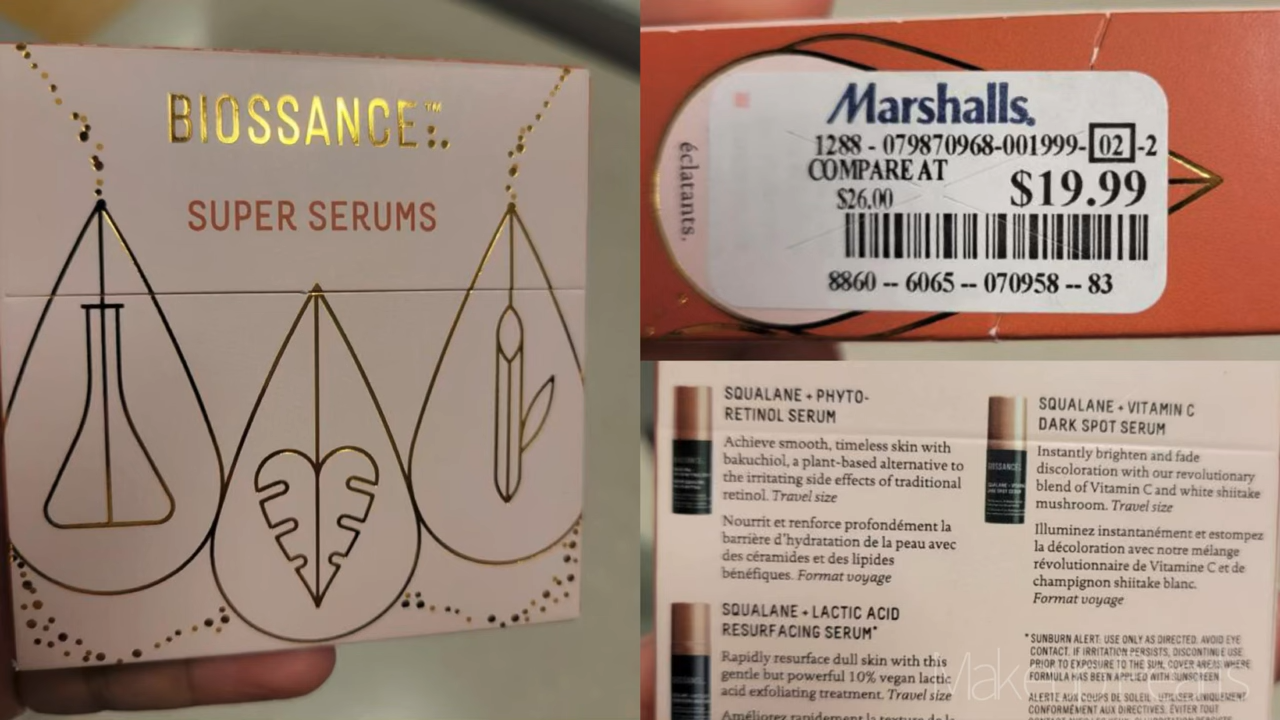 BIOSSANCE™
SUPER SERUMS
éclatants,
Marshalls.
1288 - 079870968-001999- 02 -2
COMPARE AT
$26.00
$19.99
8860 -- 6065 -- 070958 -- 83
SQUALANE + PHYTO-
RETINOL SERUM
Achieve smooth, timeless skin with
bakuchiol, a plant-based alternative to
the irritating side effects of traditional
retinol. Travel size
Nourrit et renforce profondément la
barrière d'hydratation de la peau avec
des céramides et des lipides
bénéfiques. Format voyage
SQUALANE + LACTIC ACID
RESURFACING SERUM*
Rapidly resurface dull skin with this
gentle but powerful 10% vegan lactic
acid exfoliating treatment. Travel size
Améliorez rapidement la texture de la
SQUALANE + VITAMIN C
DARK SPOT SERUM
Instantly brighten and fade
discoloration with our revolutionary
blend of Vitamin C and white shiitake
mushroom. Travel size
Illuminez instantanément et estompez
la décoloration avec notre mélange
révolutionnaire de Vitamine C et de
champignon shiitake blanc.
Format voyage
*SUNBURN ALERT: USE ONLY AS DIRECTED. AVOID EYE
CONTACT. IF IRRITATION PERSISTS, DISCONTINUE USE
PRIOR TO EXPOSURE TO THE SUN, COVER AREAS WHERE
FORMULA HAS BEEN APPLIED WITH SUNSCREEN.
ALERTE AUX COUPS DE SOLEIL : UTILISER UNIQUEMENT
CONFORMÉMENT AUX DIRECTIVES. ÉVITER TOUT